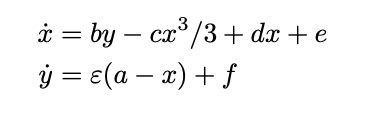 ẋ = by − cx³/3 + dx + e
ẏ = ε(a − x) + f